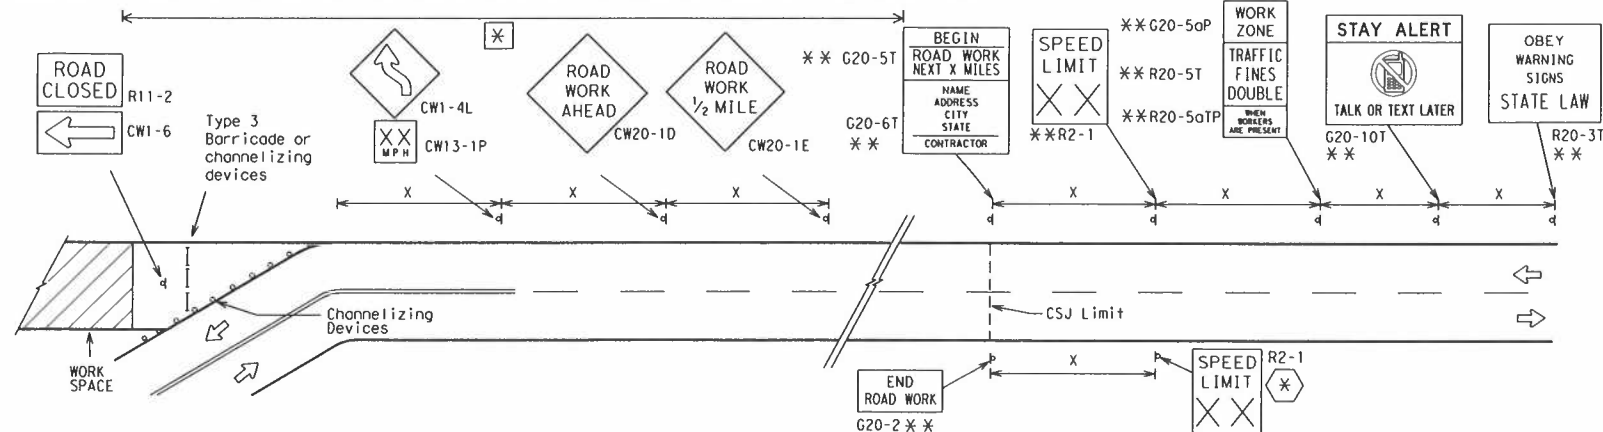 ROAD
CLOSED
R11-2
CW1-6
Type 3
Barricade or
channelizing
devices
*
CW1-4L
XX
MPH
CW13-1P
ROAD
WORK
AHEAD
CW20-1D
ROAD
WORK
1/2 MILE
CW20-1E
** G20-5T
BEGIN
ROAD WORK
NEXT X MILES
G20-6T
**
NAME
ADDRESS
CITY
STATE
CONTRACTOR
SPEED
LIMIT
XX
**R2-1
**G20-5aP
WORK
ZONE
**R20-5T
TRAFFIC
FINES
DOUBLE
**R20-5aTP
WHEN
WORKERS
ARE PRESENT
STAY ALERT
TALK OR TEXT LATER
G20-10T
**
OBEY
WARNING
SIGNS
STATE LAW
R20-3T
**
X
X
X
X
X
X
X
Channelizing
Devices
CSJ Limit
WORK
SPACE
END
ROAD WORK
G20-2 **
X
SPEED
LIMIT
XX
R2-1
*